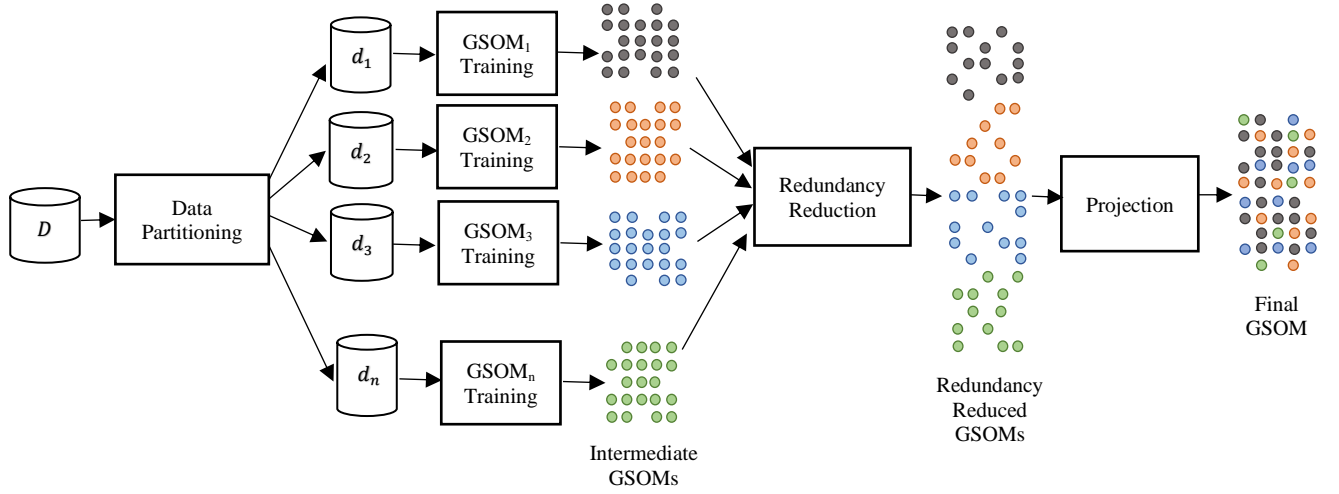 D
Data
Partitioning
d₁
GSOM₁
Training
d₂
GSOM₂
Training
d₃
GSOM₃
Training
dₙ
GSOMₙ
Training
Intermediate
GSOMs
Redundancy
Reduction
Redundancy
Reduced
GSOMs
Projection
Final
GSOM